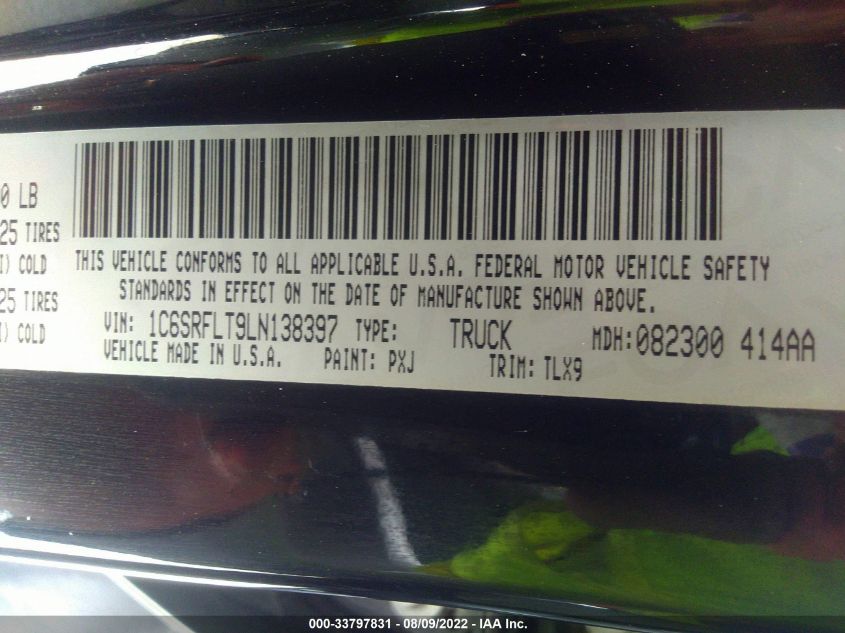 0 LB
25 TIRES
I) COLD
25 TIRES
I) COLD
THIS VEHICLE CONFORMS TO ALL APPLICABLE U.S.A. FEDERAL MOTOR VEHICLE SAFETY
STANDARDS IN EFFECT ON THE DATE OF MANUFACTURE SHOWN ABOVE.
VIN: 1C6SRFLT9LN138397 TYPE: TRUCK MDH:082300 414AA
VEHICLE MADE IN U.S.A. PAINT: PXJ TRIM: TLX9
000-33797831 - 08/09/2022 - IAA Inc.